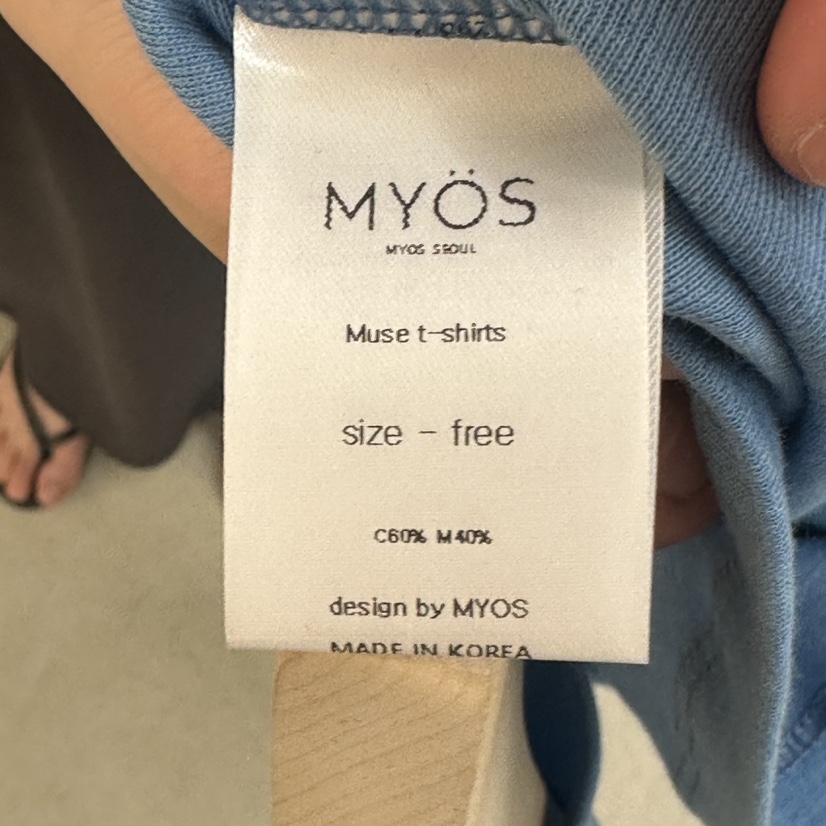 MYÖS
MYOS SEOUL
Muse t-shirts
size - free
C60% M40%
design by MYOS
MADE IN KOREA